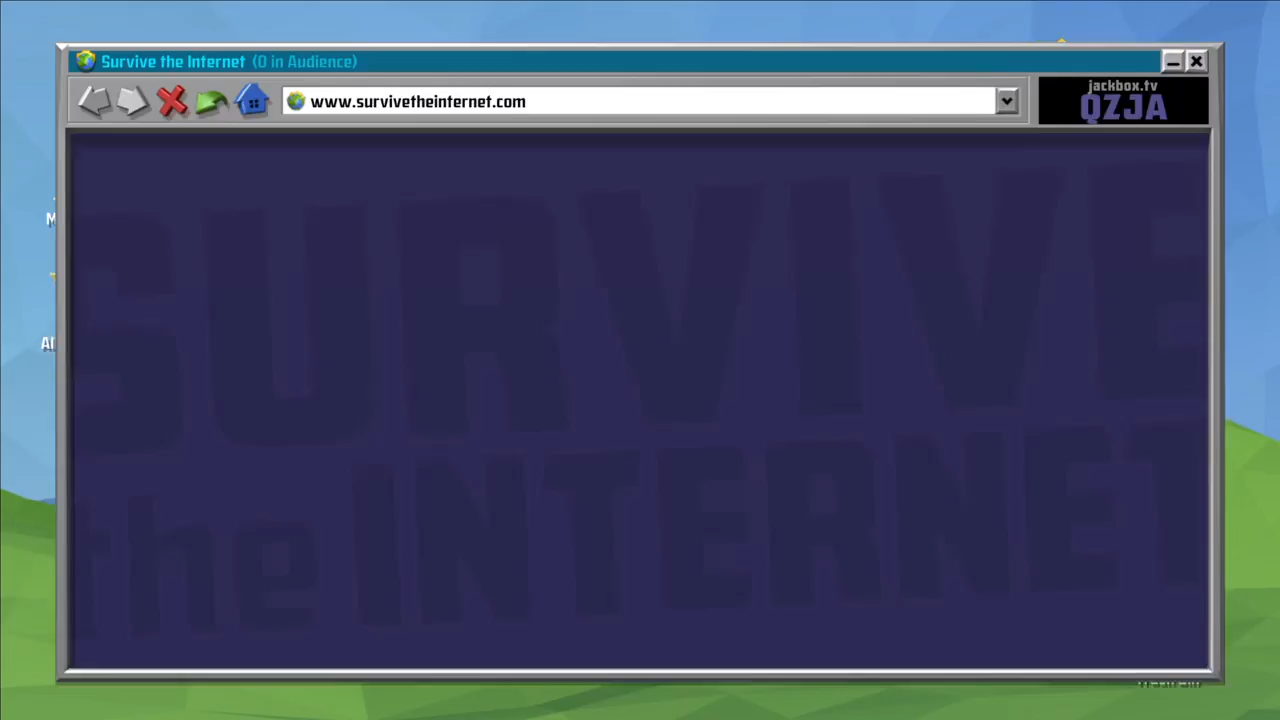 Survive the Internet (0 in Audience)
www.survivetheinternet.com
jackbox.tv
QZJA
SURVIVE
the INTERNET